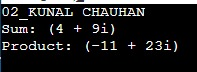 02_KUNAL CHAUHAN
Sum: (4 + 9i)
Product: (-11 + 23i)